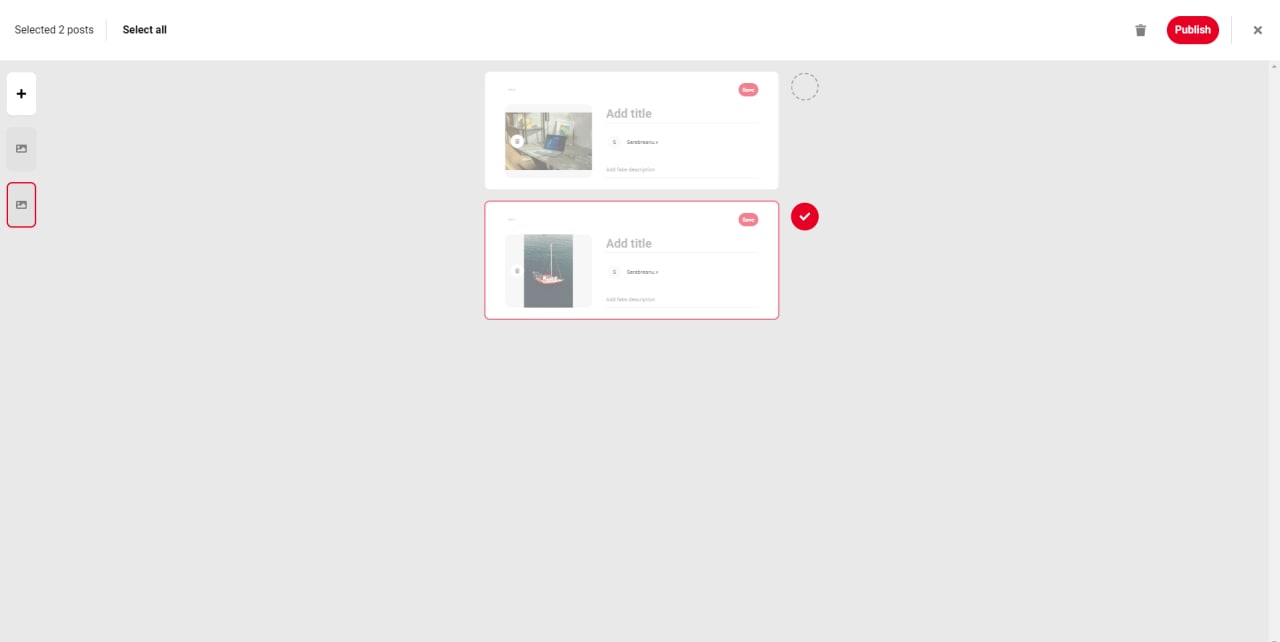 Selected 2 posts
Select all
Publish
Save
Add title
S
Serebreanu.v
Add fake description
Save
Add title
S
Serebreanu.v
Add fake description